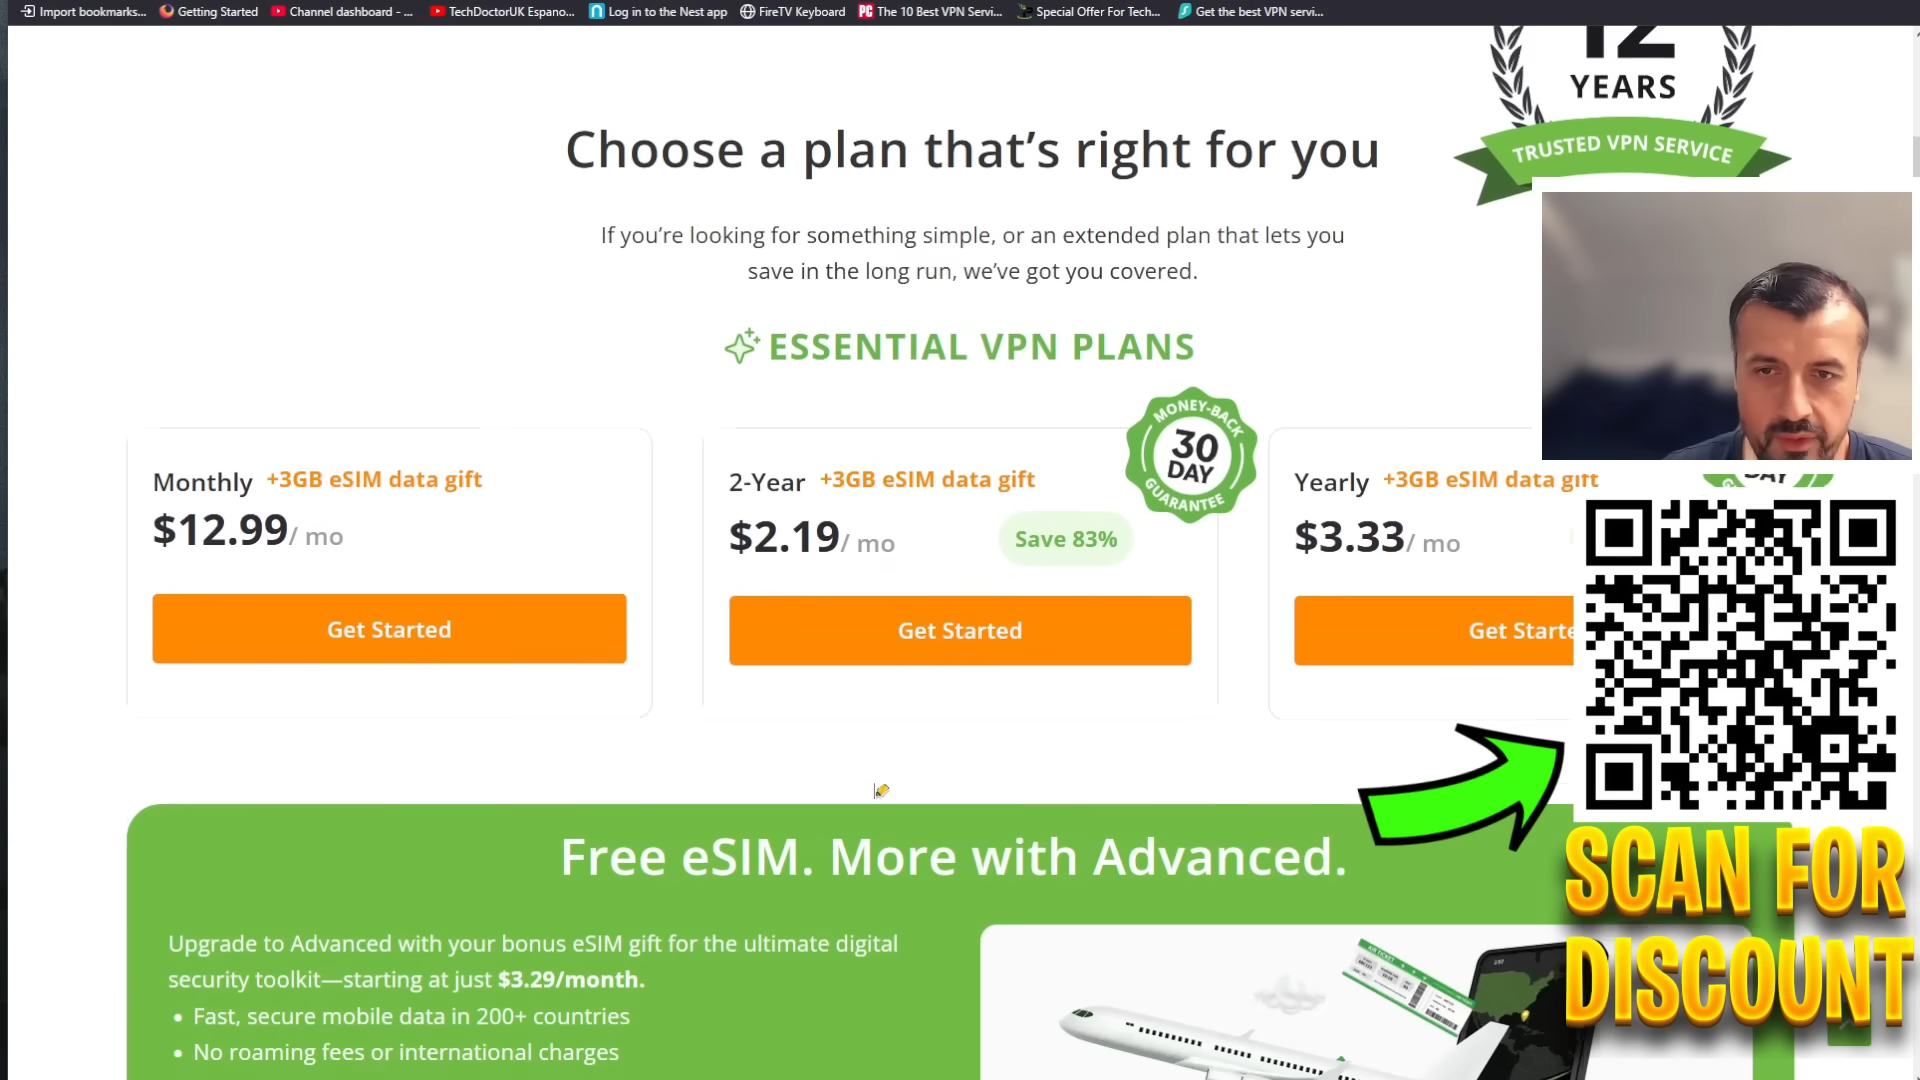 Import bookmarks...
Getting Started
Channel dashboard - ...
TechDoctorUK Espano...
Log in to the Nest app
FireTV Keyboard
PC The 10 Best VPN Servi...
Special Offer For Tech...
Get the best VPN servi...
12
YEARS
TRUSTED VPN SERVICE
Choose a plan that's right for you
If you're looking for something simple, or an extended plan that lets you
save in the long run, we've got you covered.
ESSENTIAL VPN PLANS
MONEY-BACK
30
DAY
GUARANTEE
Monthly +3GB eSIM data gift
$12.99/ mo
Get Started
2-Year +3GB eSIM data gift
$2.19/ mo
Save 83%
Get Started
Yearly +3GB eSIM data gift
$3.33/ mo
Get Starte
DAY
SCAN FOR
DISCOUNT
Free eSIM. More with Advanced.
Upgrade to Advanced with your bonus eSIM gift for the ultimate digital
security toolkit—starting at just $3.29/month.
• Fast, secure mobile data in 200+ countries
• No roaming fees or international charges
AIR TICKET